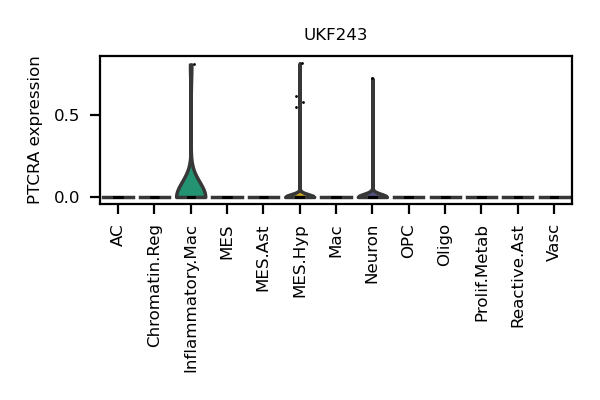 UKF243
PTCRA expression
0.5
0.0
AC
Chromatin.Reg
Inflammatory.Mac
MES
MES.Ast
MES.Hyp
Mac
Neuron
OPC
Oligo
Prolif.Metab
Reactive.Ast
Vasc